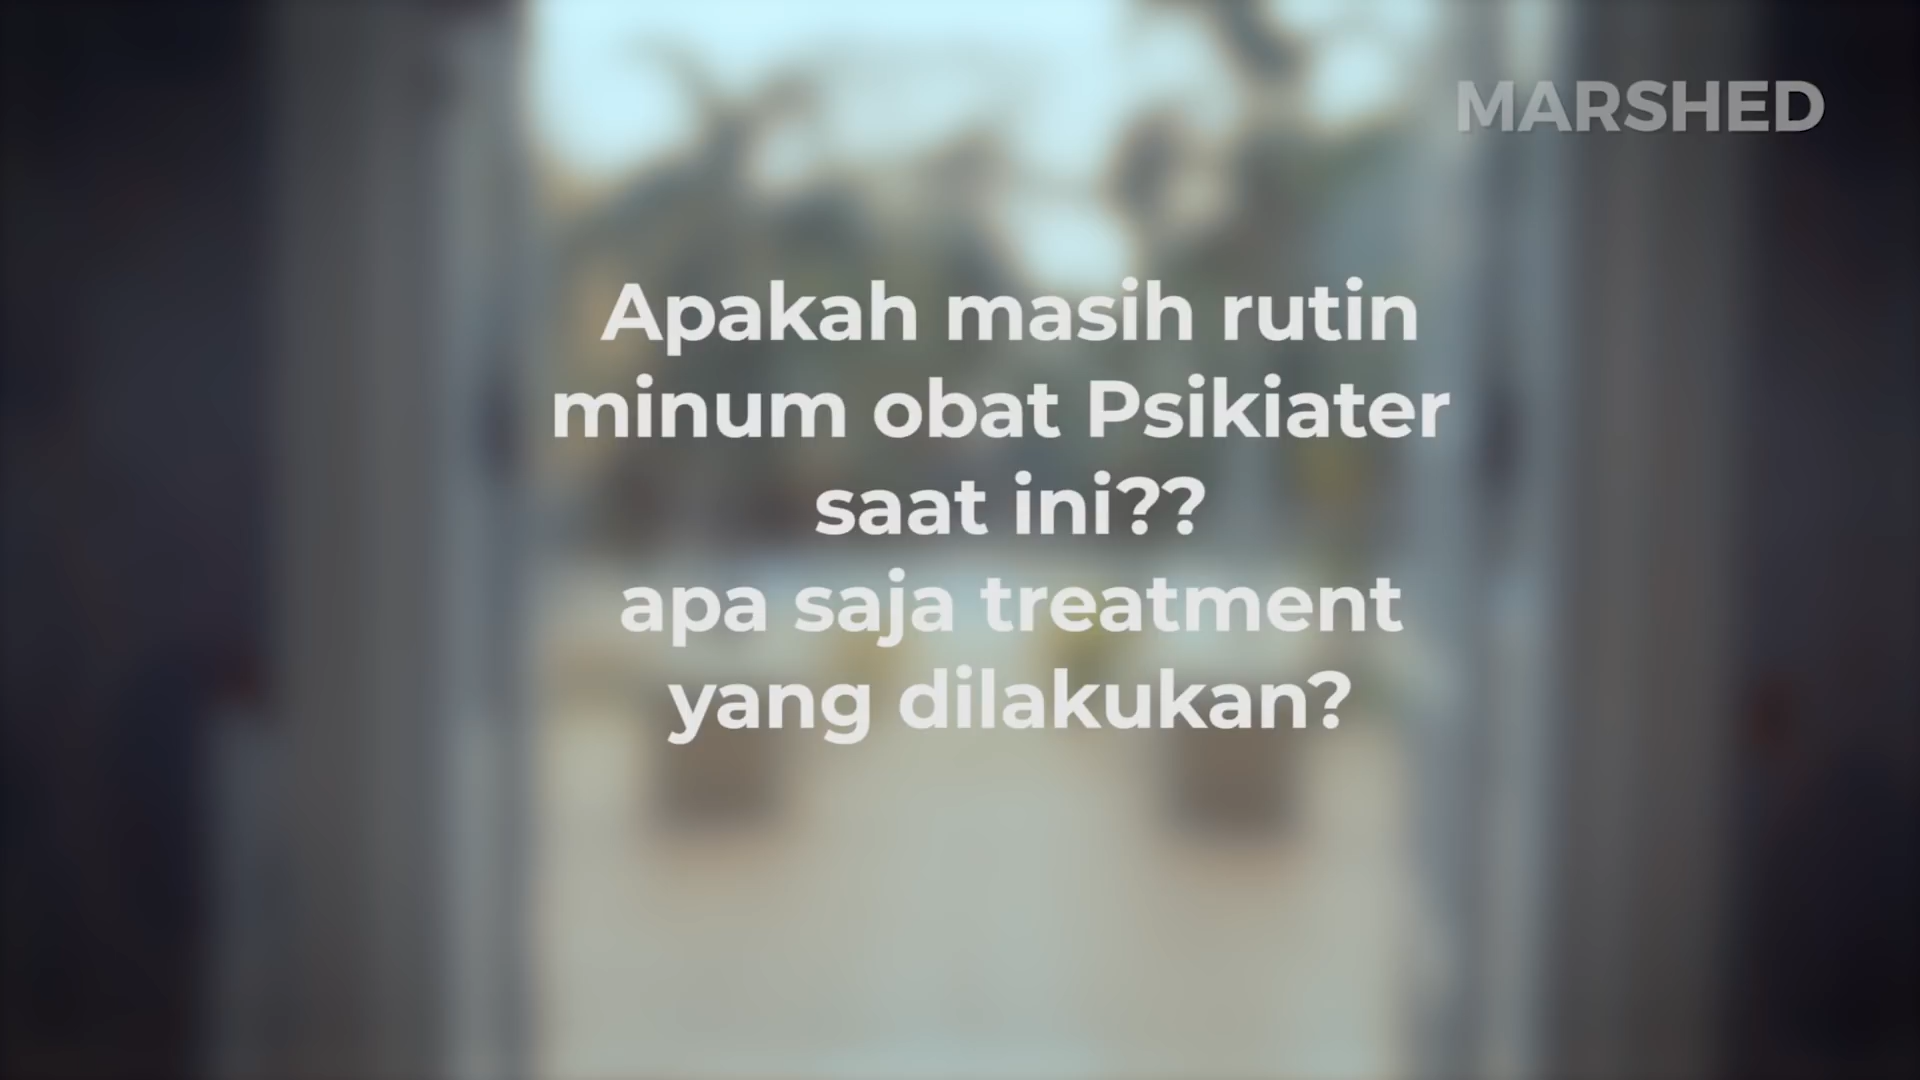 MARSHED
Apakah masih rutin
minum obat Psikiater
saat ini??
apa saja treatment
yang dilakukan?